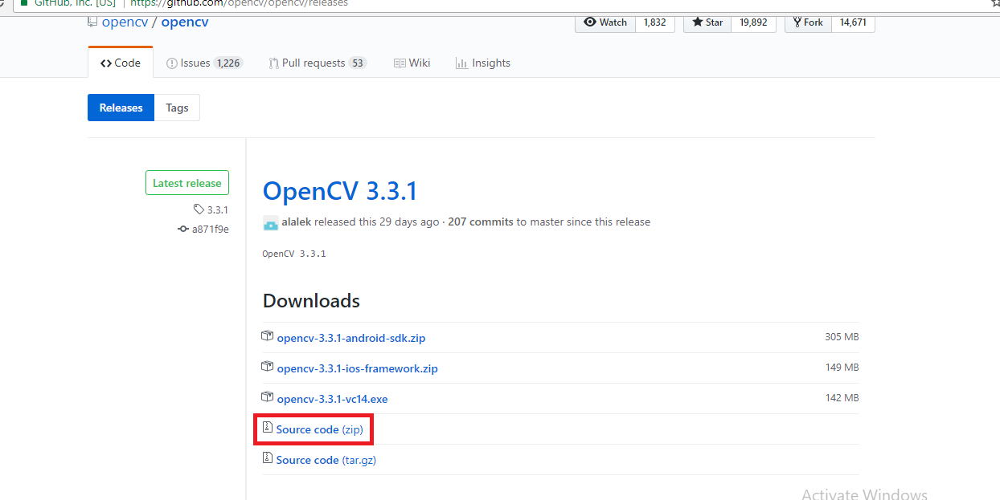 GitHub, Inc. [US] | https://github.com/opencv/opencv/releases
opencv / opencv
Watch 1,832 Star 19,892 Fork 14,671
Code Issues 1,226 Pull requests 53 Wiki Insights
Releases Tags
Latest release
3.3.1
a871f9e
OpenCV 3.3.1
alalek released this 29 days ago · 207 commits to master since this release
OpenCV 3.3.1
Downloads
opencv-3.3.1-android-sdk.zip 305 MB
opencv-3.3.1-ios-framework.zip 149 MB
opencv-3.3.1-vc14.exe 142 MB
Source code (zip)
Source code (tar.gz)
Activate Windows